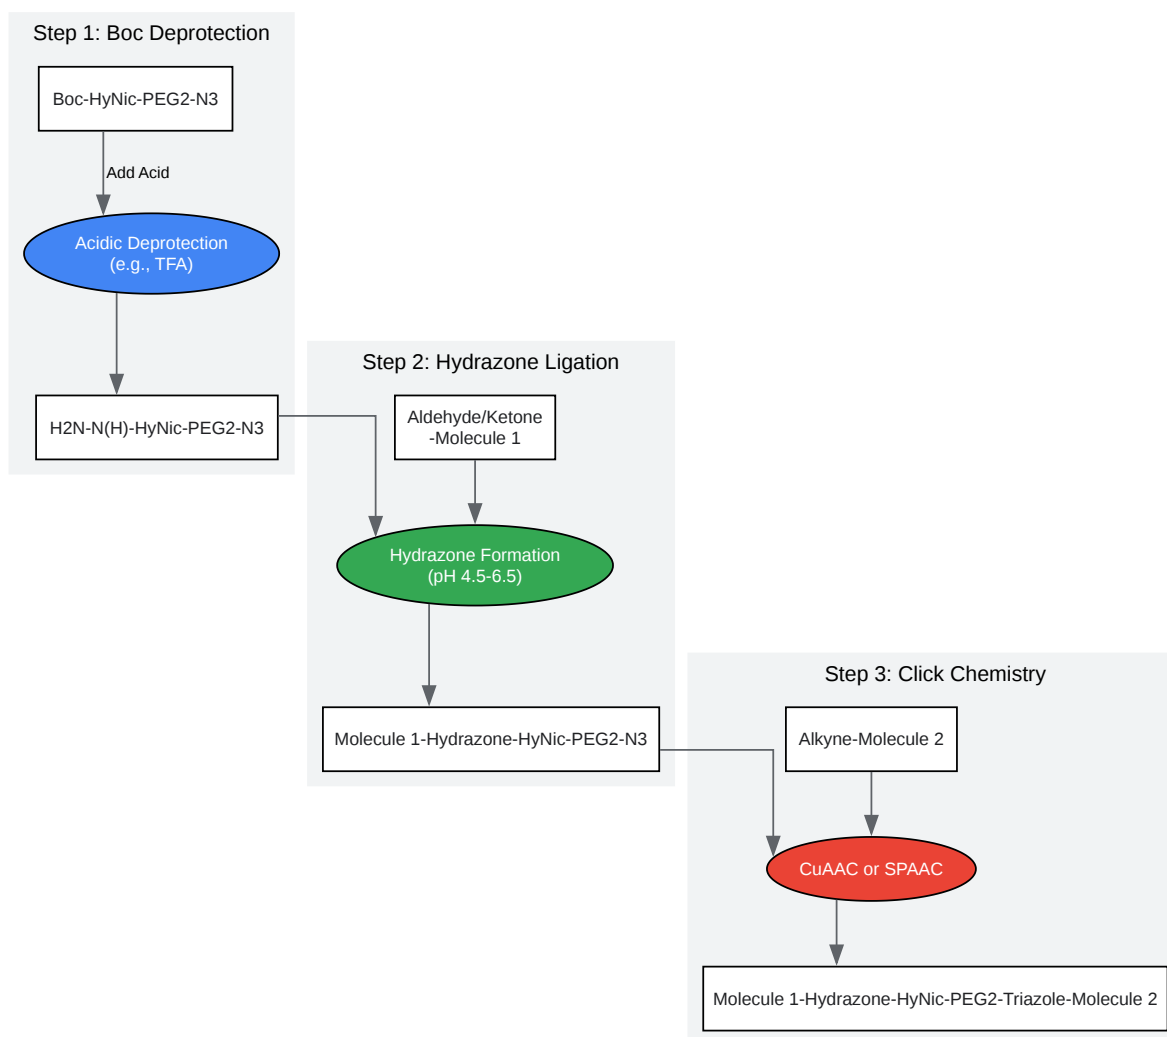 Step 1: Boc Deprotection
Boc-HyNic-PEG2-N3
Add Acid
Acidic Deprotection
(e.g., TFA)
H2N-N(H)-HyNic-PEG2-N3
Step 2: Hydrazone Ligation
Aldehyde/Ketone
-Molecule 1
Hydrazone Formation
(pH 4.5-6.5)
Molecule 1-Hydrazone-HyNic-PEG2-N3
Step 3: Click Chemistry
Alkyne-Molecule 2
CuAAC or SPAAC
Molecule 1-Hydrazone-HyNic-PEG2-Triazole-Molecule 2